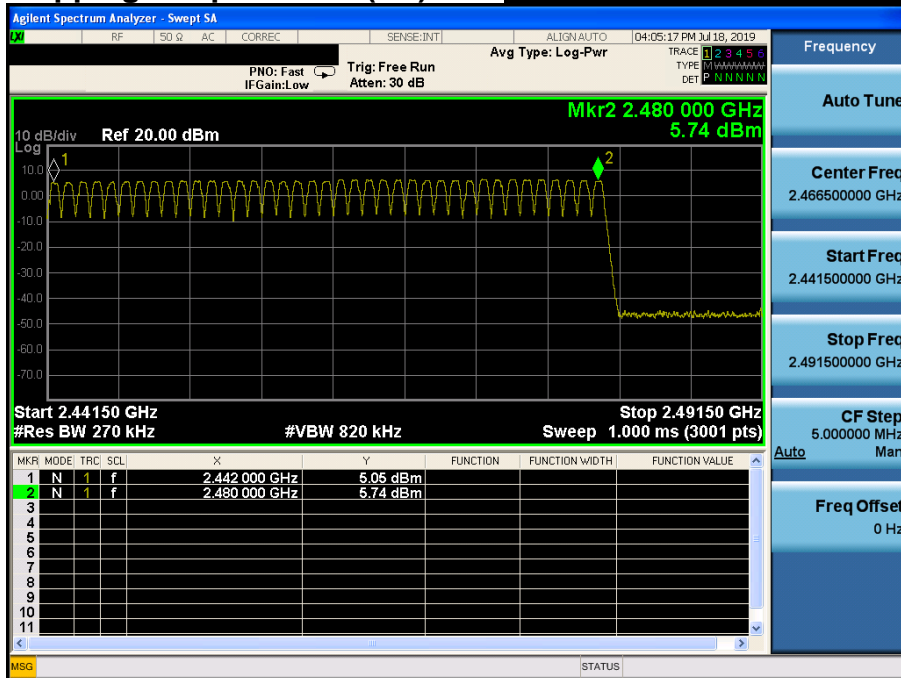 Agilent Spectrum Analyzer - Swept SA
LXI RF 50 Ω AC CORREC SENSE:INT ALIGN AUTO 04:05:17 PM Jul 18, 2019
Avg Type: Log-Pwr TRACE 1 2 3 4 5 6
PNO: Fast Trig: Free Run TYPE M WWWWW
IFGain:Low Atten: 30 dB DET P N N N N N
Mkr2 2.480 000 GHz
10 dB/div Ref 20.00 dBm 5.74 dBm
Log
1
2
10.0
0.00
-10.0
-20.0
-30.0
-40.0
-50.0
-60.0
-70.0
Start 2.44150 GHz Stop 2.49150 GHz
#Res BW 270 kHz #VBW 820 kHz Sweep 1.000 ms (3001 pts)
MKR MODE TRC SCL X Y FUNCTION FUNCTION WIDTH FUNCTION VALUE
1 N 1 f 2.442 000 GHz 5.05 dBm
2 N 1 f 2.480 000 GHz 5.74 dBm
3
4
5
6
7
8
9
10
11
MSG STATUS
Frequency
Auto Tune
Center Freq
2.466500000 GHz
Start Freq
2.441500000 GHz
Stop Freq
2.491500000 GHz
CF Step
5.000000 MHz
Auto Man
Freq Offset
0 Hz